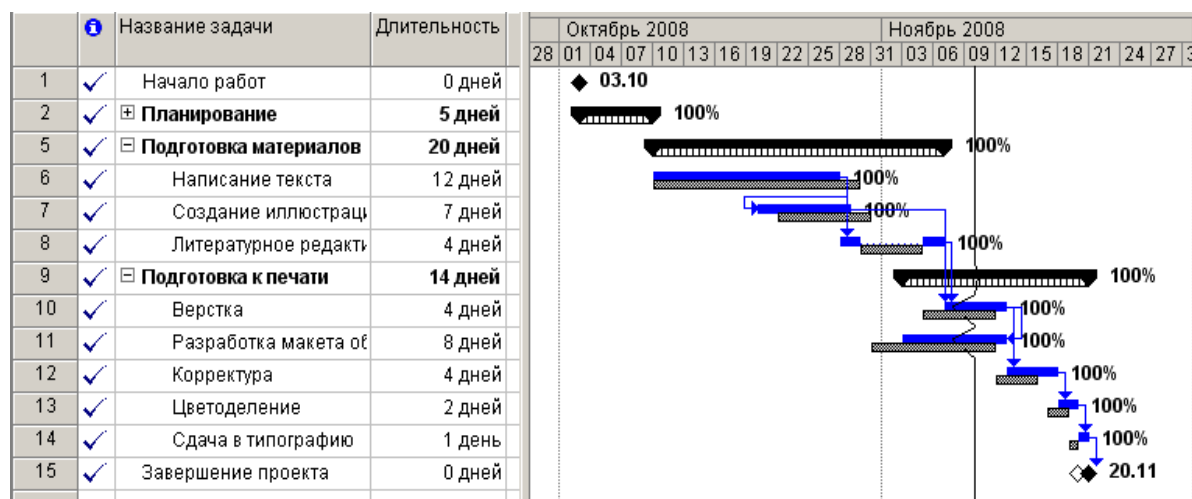 Название задачи Длительность Октябрь 2008 Ноябрь 2008
28 01 04 07 10 13 16 19 22 25 28 31 03 06 09 12 15 18 21 24 27 3
1 Начало работ 0 дней 03.10
2 Планирование 5 дней 100%
5 Подготовка материалов 20 дней 100%
6 Написание текста 12 дней 100%
7 Создание иллюстраци 7 дней 100%
8 Литературное редакти 4 дней 100%
9 Подготовка к печати 14 дней 100%
10 Верстка 4 дней 100%
11 Разработка макета об 8 дней 100%
12 Корректура 4 дней 100%
13 Цветоделение 2 дней 100%
14 Сдача в типографию 1 день 100%
15 Завершение проекта 0 дней 20.11